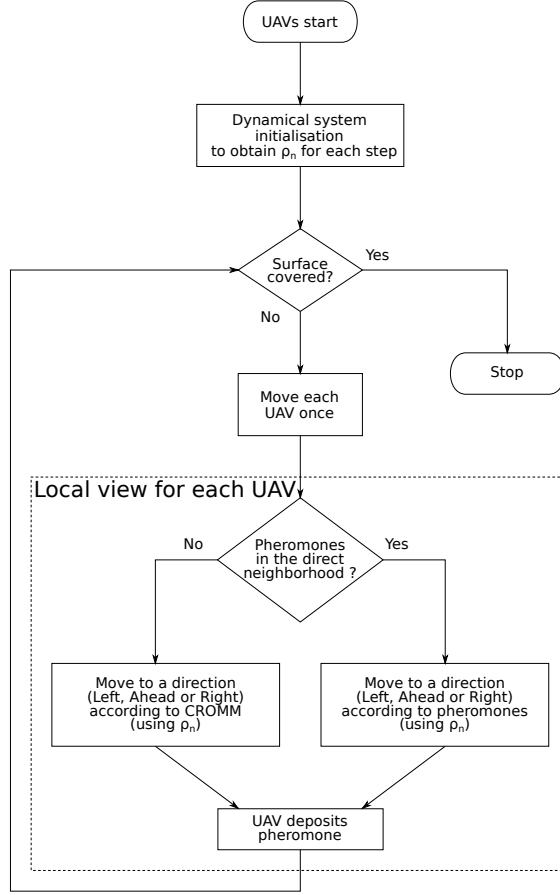 UAVs start
Dynamical system
initialisation
to obtain ρn for each step
Surface
covered?
Yes
No
Stop
Move each
UAV once
Local view for each UAV
Pheromones
in the direct
neighborhood ?
No
Yes
Move to a direction
(Left, Ahead or Right)
according to CROMM
(using ρn)
Move to a direction
(Left, Ahead or Right)
according to pheromones
(using ρn)
UAV deposits
pheromone